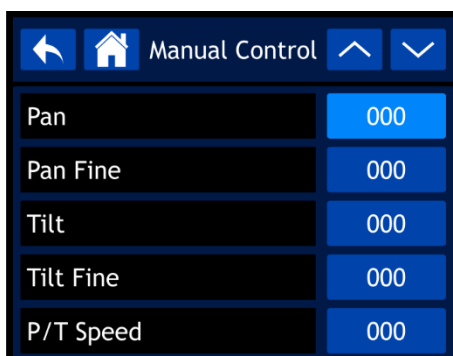 Manual Control
Pan 000
Pan Fine 000
Tilt 000
Tilt Fine 000
P/T Speed 000